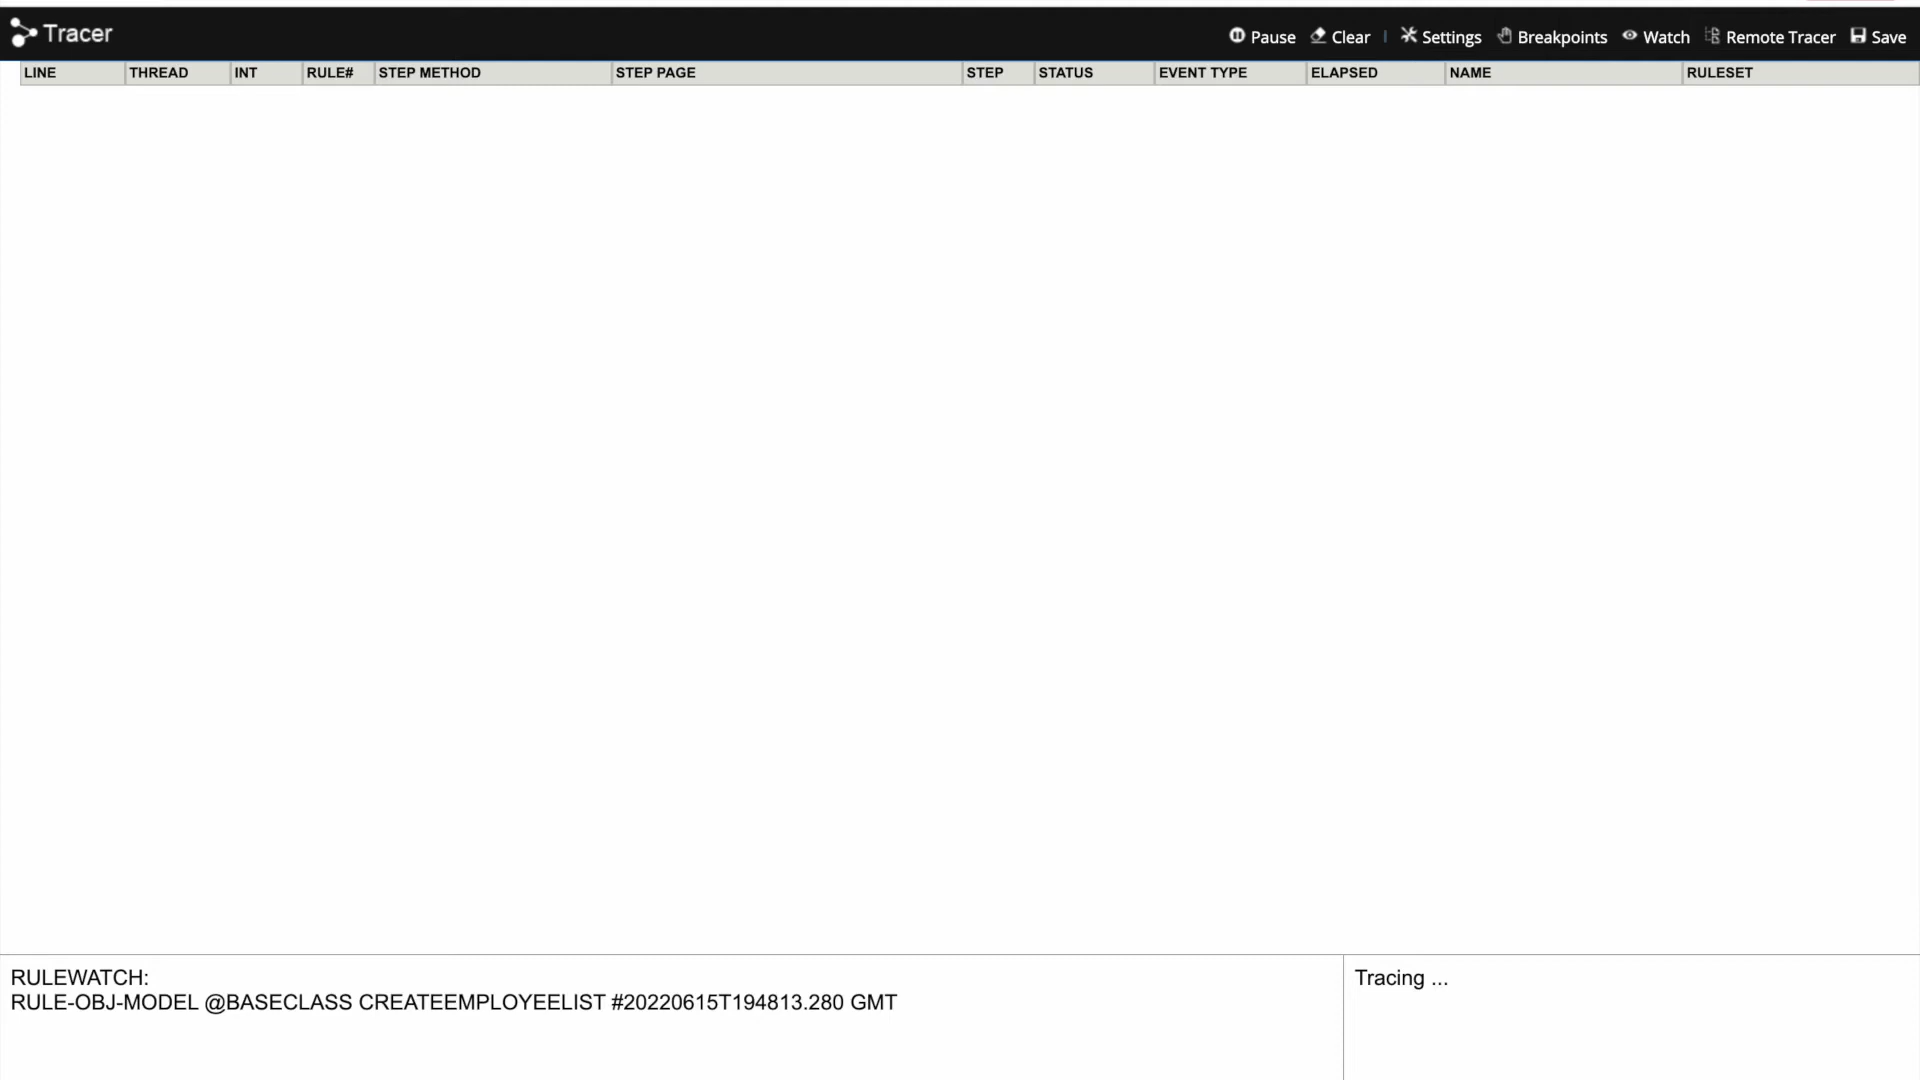 Tracer
Pause Clear Settings Breakpoints Watch Remote Tracer Save
LINE THREAD INT RULE# STEP METHOD STEP PAGE STEP STATUS EVENT TYPE ELAPSED NAME RULESET
RULEWATCH:
RULE-OBJ-MODEL @BASECLASS CREATEEMPLOYEELIST #20220615T194813.280 GMT
Tracing ...